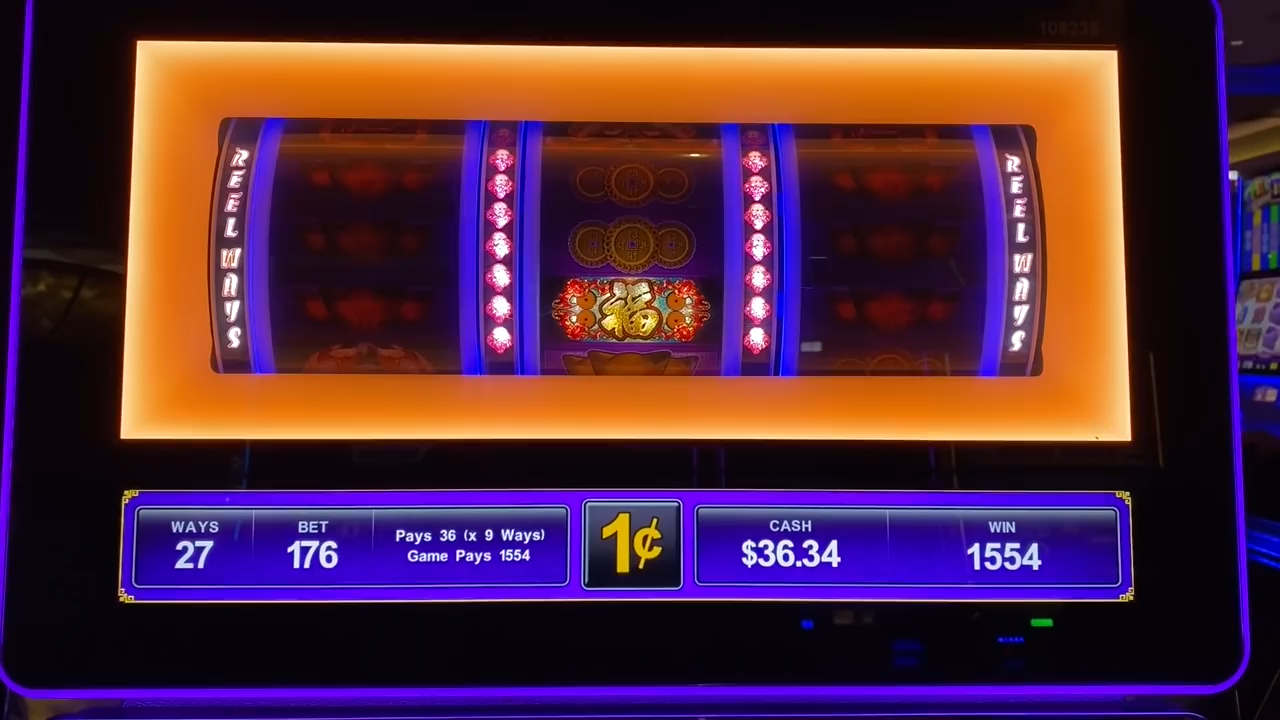 108238
REEL WAYS
福
REEL WAYS
WAYS
27
BET
176
Pays 36 (x 9 Ways)
Game Pays 1554
1¢
CASH
$36.34
WIN
1554